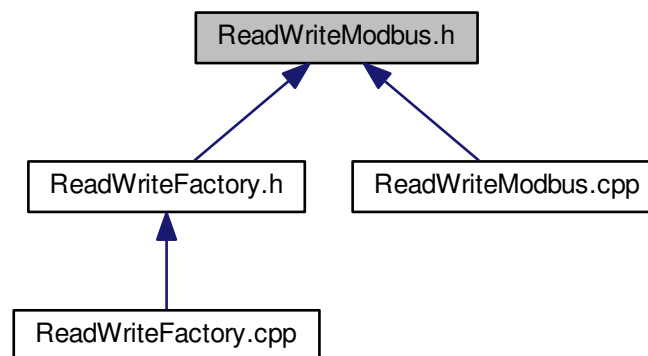 ReadWriteModbus.h
ReadWriteFactory.h
ReadWriteModbus.cpp
ReadWriteFactory.cpp